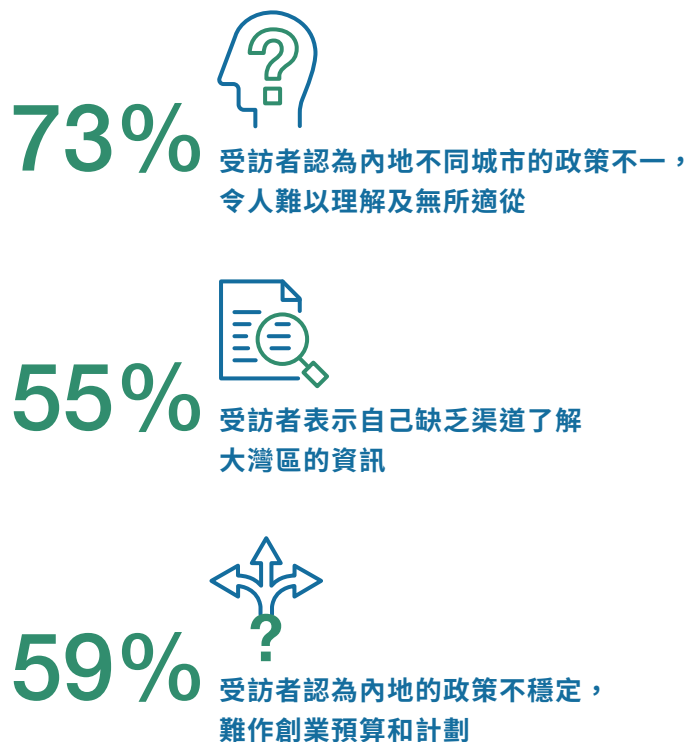 73%
受訪者認為內地不同城市的政策不一，
令人難以理解及無所適從
55%
受訪者表示自己缺乏渠道了解
大灣區的資訊
?
59%
受訪者認為內地的政策不穩定，
難作創業預算和計劃